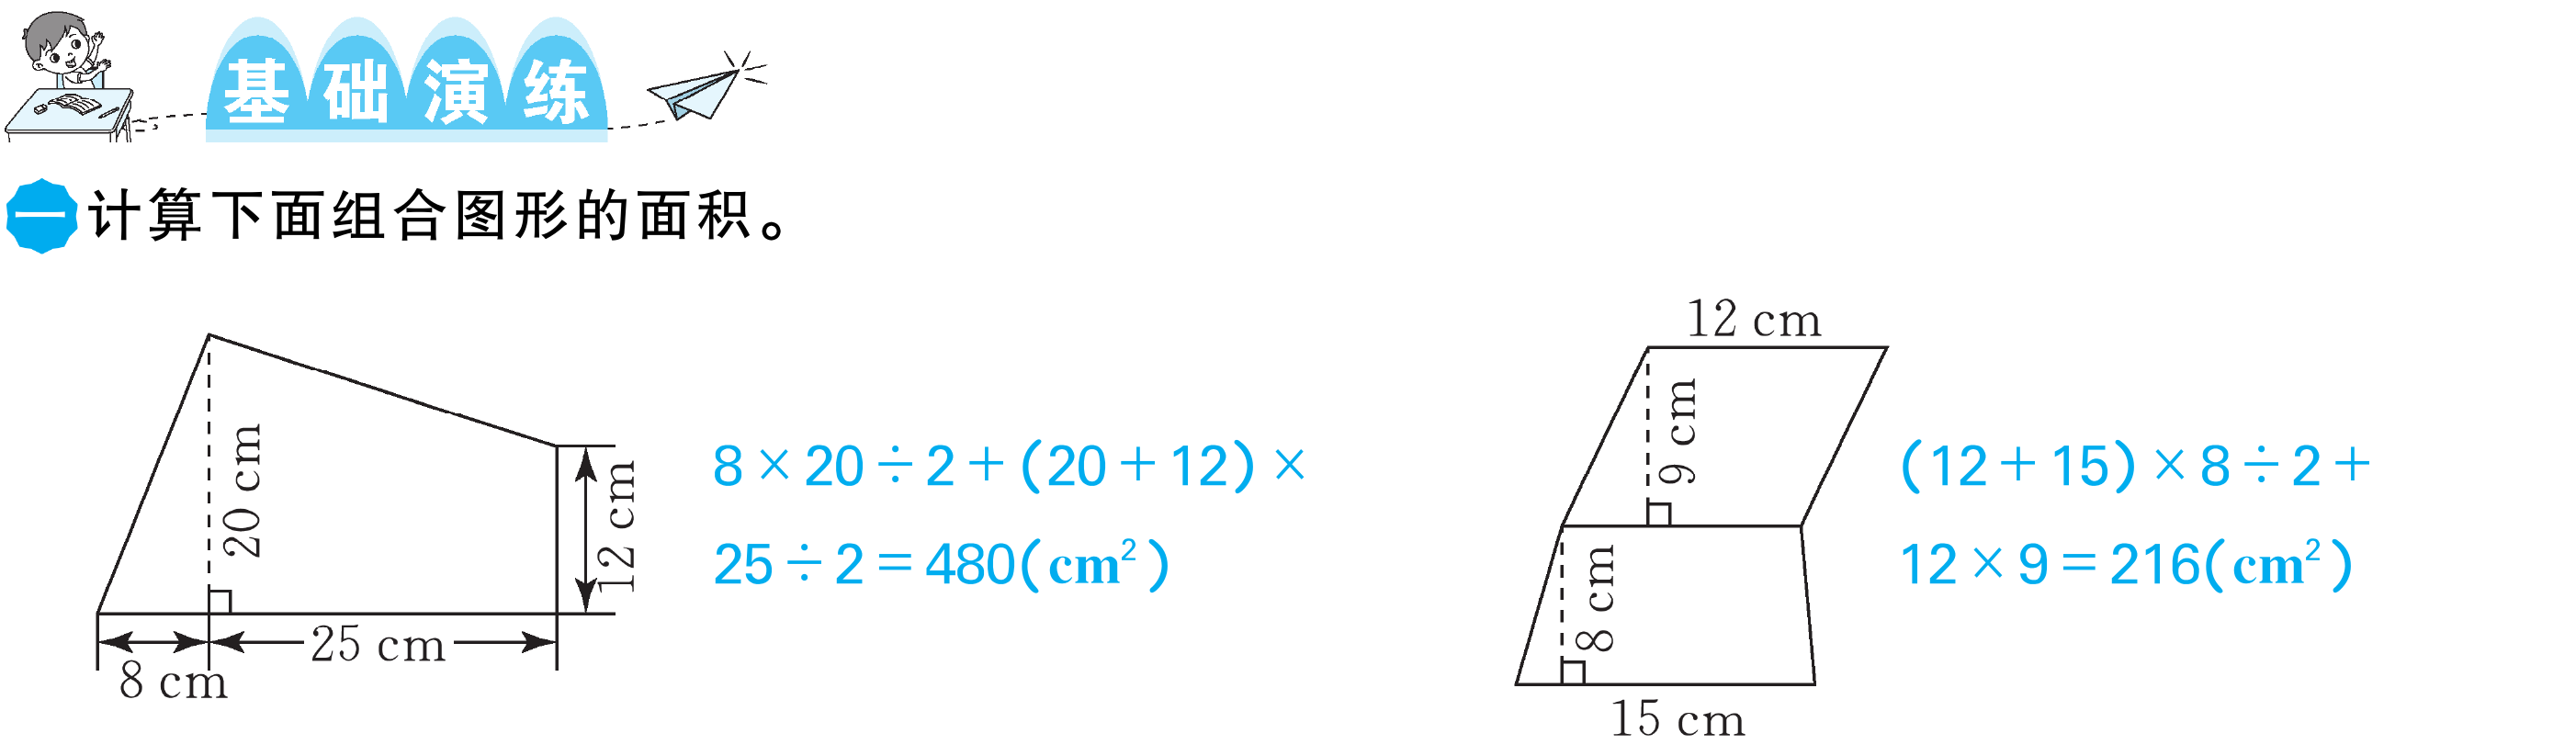 基础演练
一 计算下面组合图形的面积。
20 cm
12 cm
25 cm
8 cm
8×20÷2+(20+12)×
25÷2=480(cm²)
12 cm
9 cm
8 cm
15 cm
(12+15)×8÷2+
12×9=216(cm²)